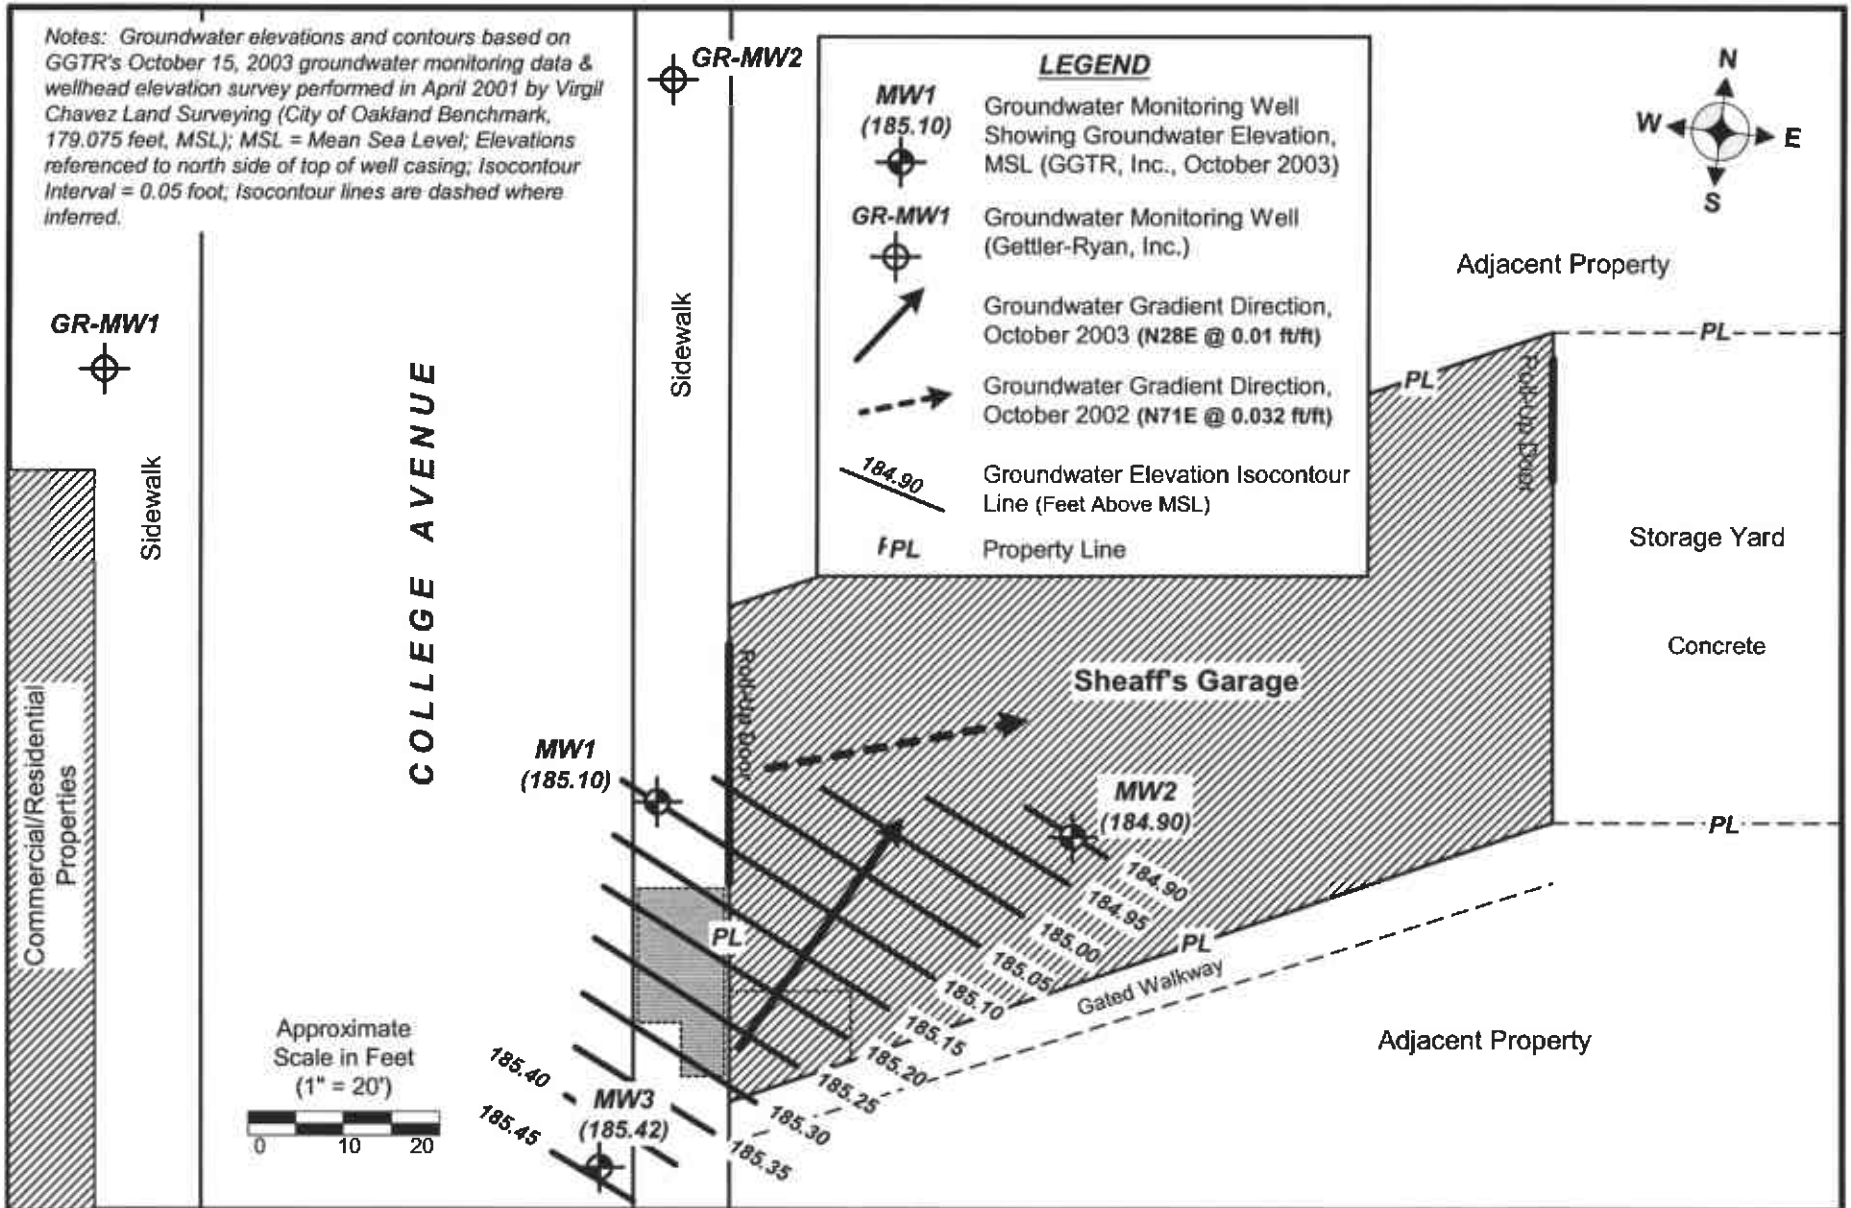 Notes: Groundwater elevations and contours based on
GGTR's October 15, 2003 groundwater monitoring data &
wellhead elevation survey performed in April 2001 by Virgil
Chavez Land Surveying (City of Oakland Benchmark,
179.075 feet, MSL); MSL = Mean Sea Level; Elevations
referenced to north side of top of well casing; Isocontour
Interval = 0.05 foot; Isocontour lines are dashed where
inferred.
GR-MW2
LEGEND
MW1
(185.10)
Groundwater Monitoring Well
Showing Groundwater Elevation,
MSL (GGTR, Inc., October 2003)
GR-MW1
Groundwater Monitoring Well
(Gettler-Ryan, Inc.)
Groundwater Gradient Direction,
October 2003 (N28E @ 0.01 ft/ft)
Groundwater Gradient Direction,
October 2002 (N71E @ 0.032 ft/ft)
184.90
Groundwater Elevation Isocontour
Line (Feet Above MSL)
PL
Property Line
N
W
E
S
Adjacent Property
GR-MW1
Sidewalk
Sidewalk
COLLEGE AVENUE
PL
PL
Roll-up Door
Storage Yard
Concrete
Commercial/Residential
Properties
Roll-up Door
Sheaff's Garage
MW1
(185.10)
MW2
(184.90)
PL
PL
PL
184.90
184.95
185.00
185.05
185.10
185.15
185.20
185.25
185.30
185.35
185.40
185.45
Gated Walkway
Adjacent Property
MW3
(185.42)
Approximate
Scale in Feet
(1" = 20')
0 10 20